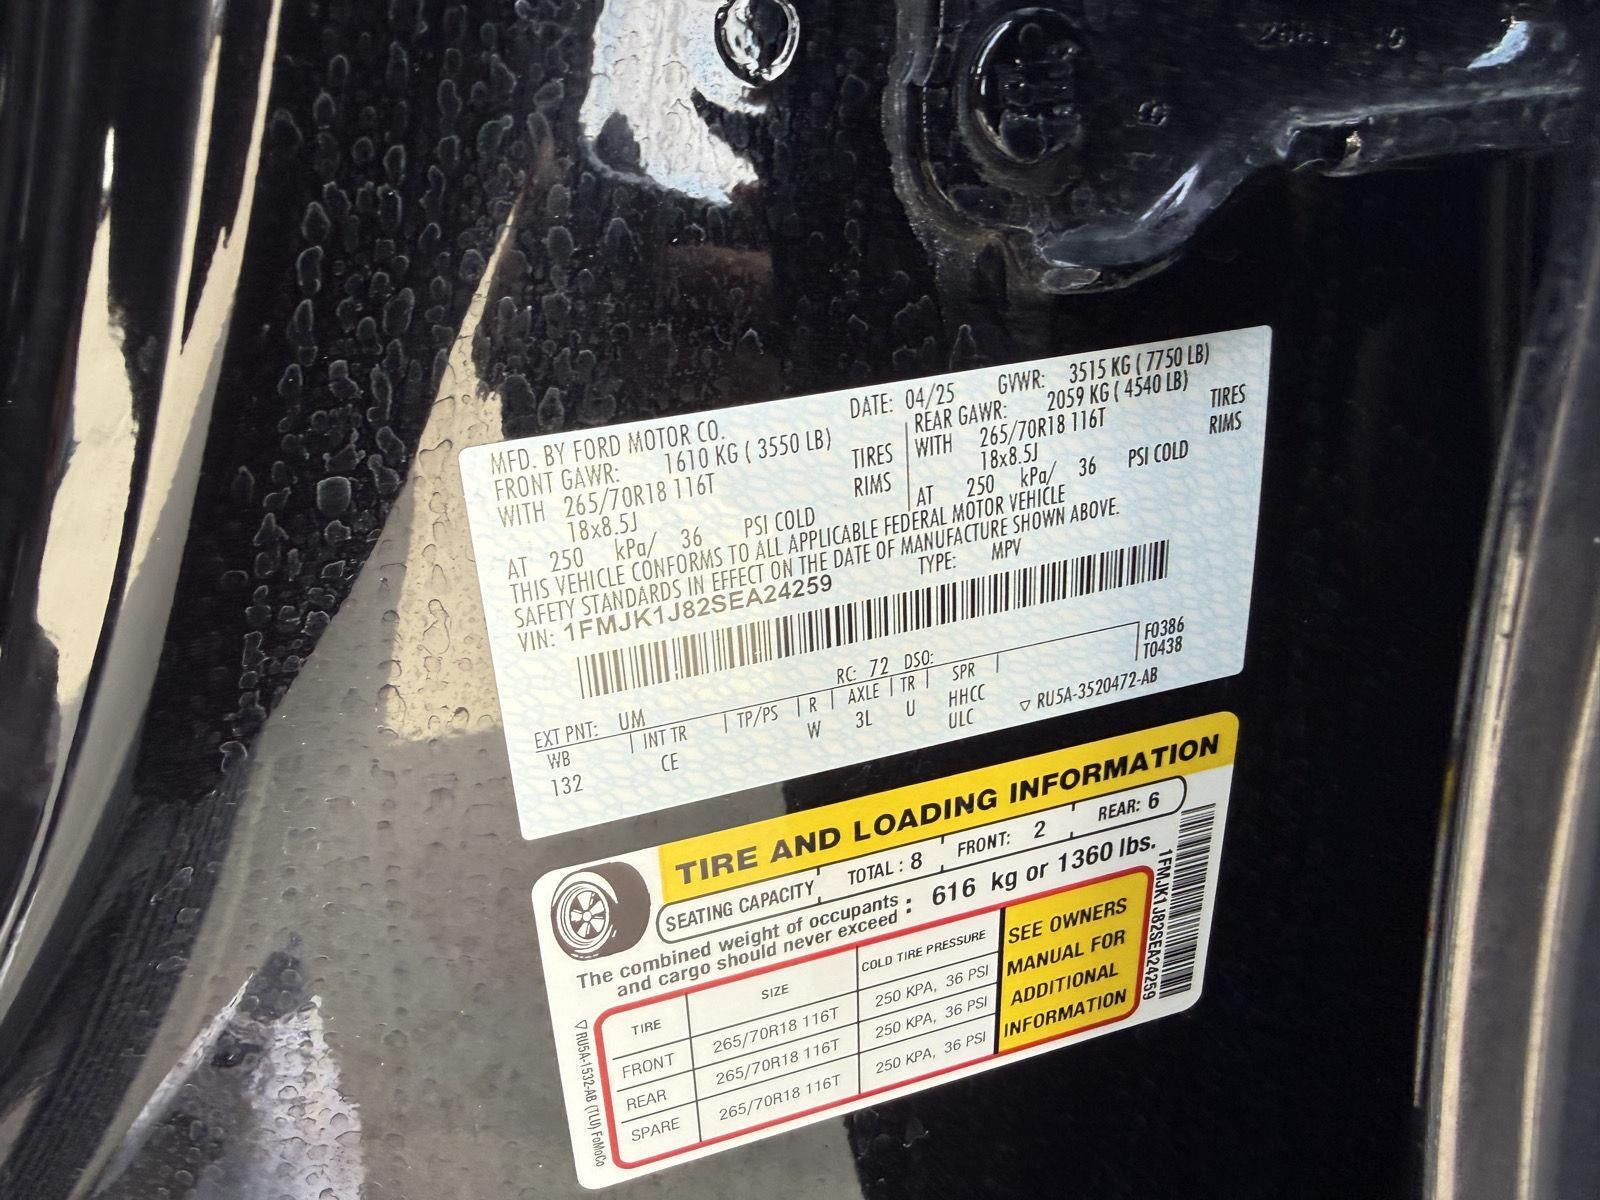 MFD. BY FORD MOTOR CO.
DATE: 04/25 GVWR: 3515 KG ( 7750 LB)
FRONT GAWR: 1610 KG ( 3550 LB)
REAR GAWR: 2059 KG ( 4540 LB)
WITH 265/70R18 116T TIRES
WITH 265/70R18 116T TIRES
18x8.5J RIMS
18x8.5J RIMS
AT 250 kPa/ 36 PSI COLD
AT 250 kPa/ 36 PSI COLD
THIS VEHICLE CONFORMS TO ALL APPLICABLE FEDERAL MOTOR VEHICLE
SAFETY STANDARDS IN EFFECT ON THE DATE OF MANUFACTURE SHOWN ABOVE.
VIN: 1FMJK1J82SEA24259 TYPE: MPV
F0386
T0438
RC: 72 DSO:
EXT PNT: UM
WB INT TR TP/PS R AXLE TR SPR
132 CE W 3L U HHCC
ULC
RU5A-3520472-AB
TIRE AND LOADING INFORMATION
SEATING CAPACITY TOTAL : 8 FRONT: 2 REAR: 6
The combined weight of occupants
and cargo should never exceed : 616 kg or 1360 lbs.
TIRE SIZE COLD TIRE PRESSURE
FRONT 265/70R18 116T 250 KPA, 36 PSI
REAR 265/70R18 116T 250 KPA, 36 PSI
SPARE 265/70R18 116T 250 KPA, 36 PSI
SEE OWNERS
MANUAL FOR
ADDITIONAL
INFORMATION
1FMJK1J82SEA24259
RU5A-1532-AB (TLU) FoMoCo